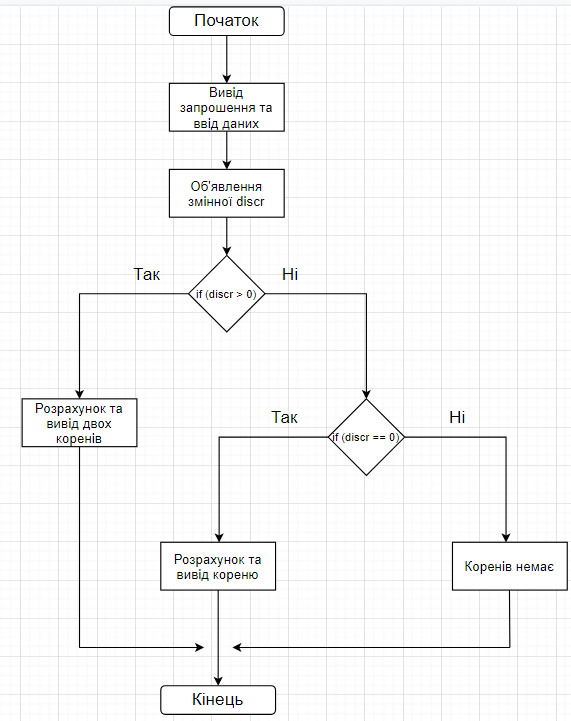 Початок
Вивід
запрошення та
ввід даних
Об'явлення
змінної discr
Так
Ні
if (discr > 0)
Розрахунок та
вивід двох
коренів
Так
Ні
if (discr == 0)
Розрахунок та
вивід кореню
Коренів немає
Кінець